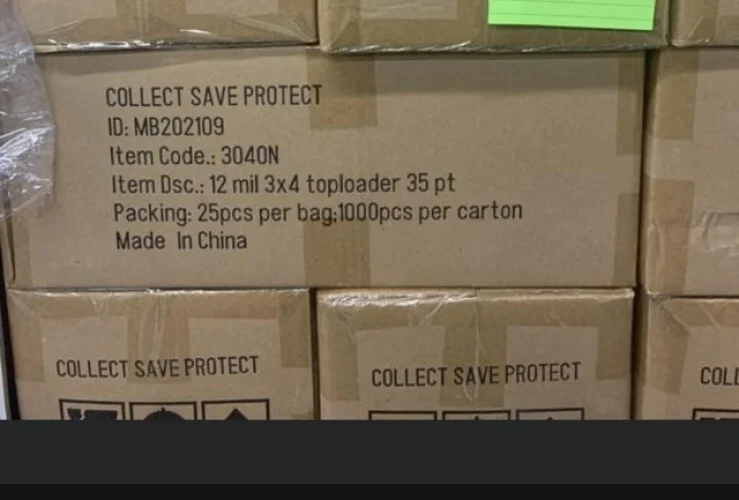 COLLECT SAVE PROTECT
ID: MB202109
Item Code.: 3040N
Item Dsc.: 12 mil 3x4 toploader 35 pt
Packing: 25pcs per bag;1000pcs per carton
Made In China
COLLECT SAVE PROTECT
COLLECT SAVE PROTECT
COLL